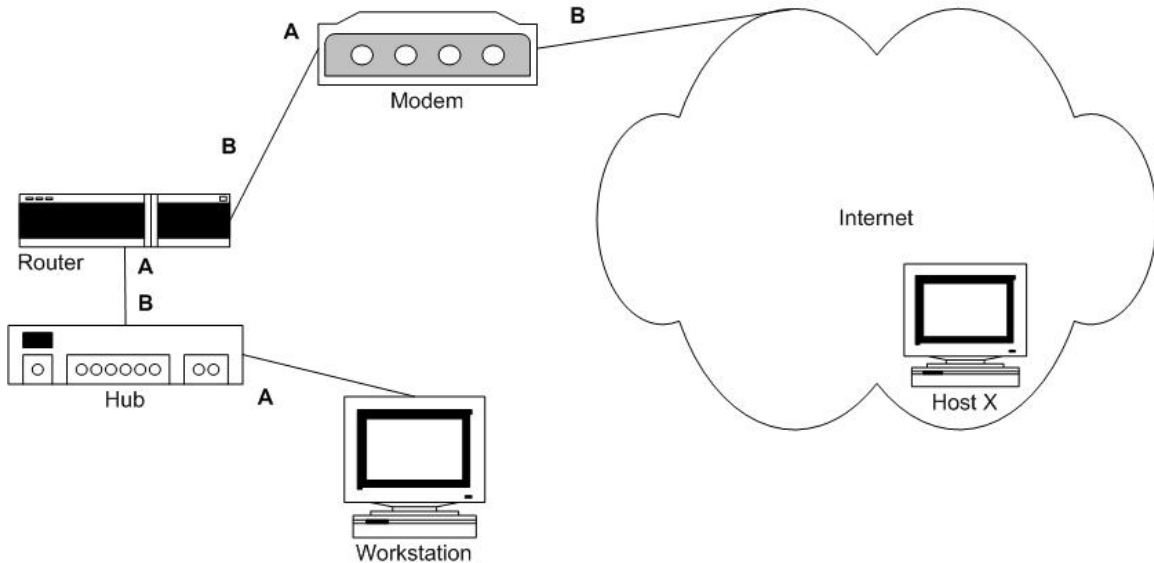 B
A
Modem
B
Internet
Router
A
B
Hub
A
Host X
Workstation